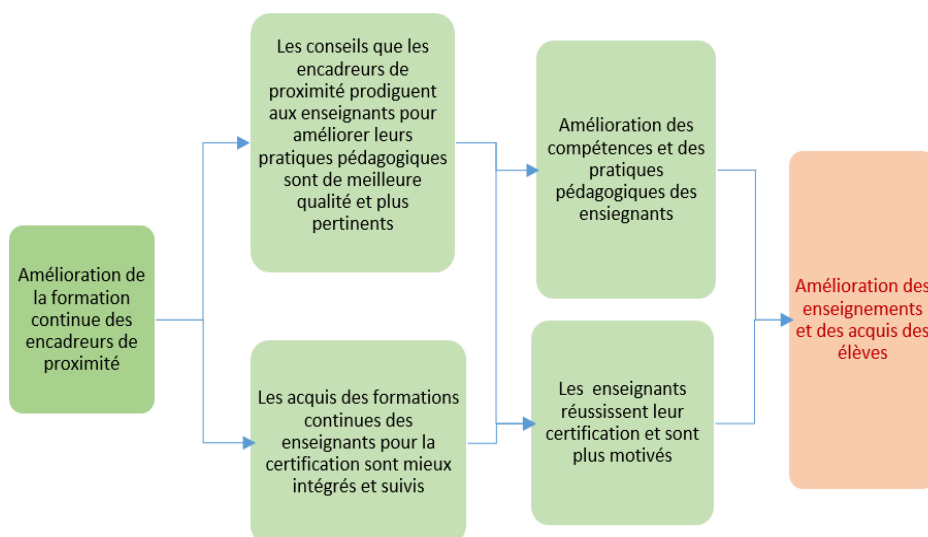 Amélioration de
la formation
continue des
encadreurs de
proximité
Les conseils que les
encadreurs de
proximité prodiguent
aux enseignants pour
améliorer leurs
pratiques pédagogiques
sont de meilleure
qualité et plus
pertinents
Les acquis des formations
continues des
enseignants pour la
certification sont mieux
intégrés et suivis
Amélioration des
compétences et des
pratiques
pédagogiques des
ensiegnants
Les enseignants
réussissent leur
certification et sont
plus motivés
Amélioration des
enseignements
et des acquis des
élèves